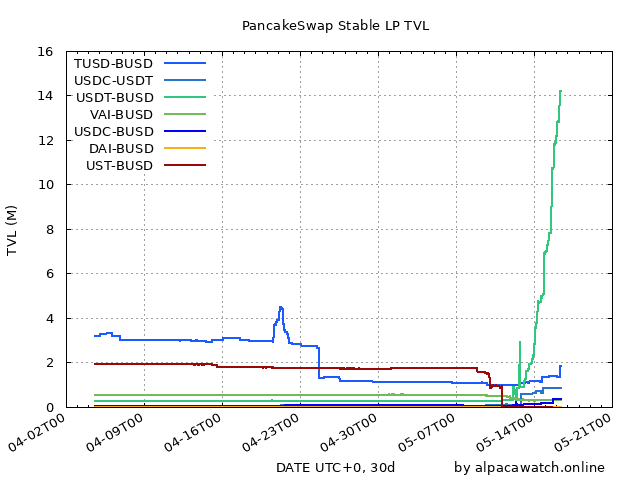 PancakeSwap Stable LP TVL
16
14
12
10
8
6
4
2
0
TVL (M)
TUSD-BUSD
USDC-USDT
USDT-BUSD
VAI-BUSD
USDC-BUSD
DAI-BUSD
UST-BUSD
04-02T00 04-09T00 04-16T00 04-23T00 04-30T00 05-07T00 05-14T00 05-21T00
DATE UTC+0, 30d by alpacawatch.online